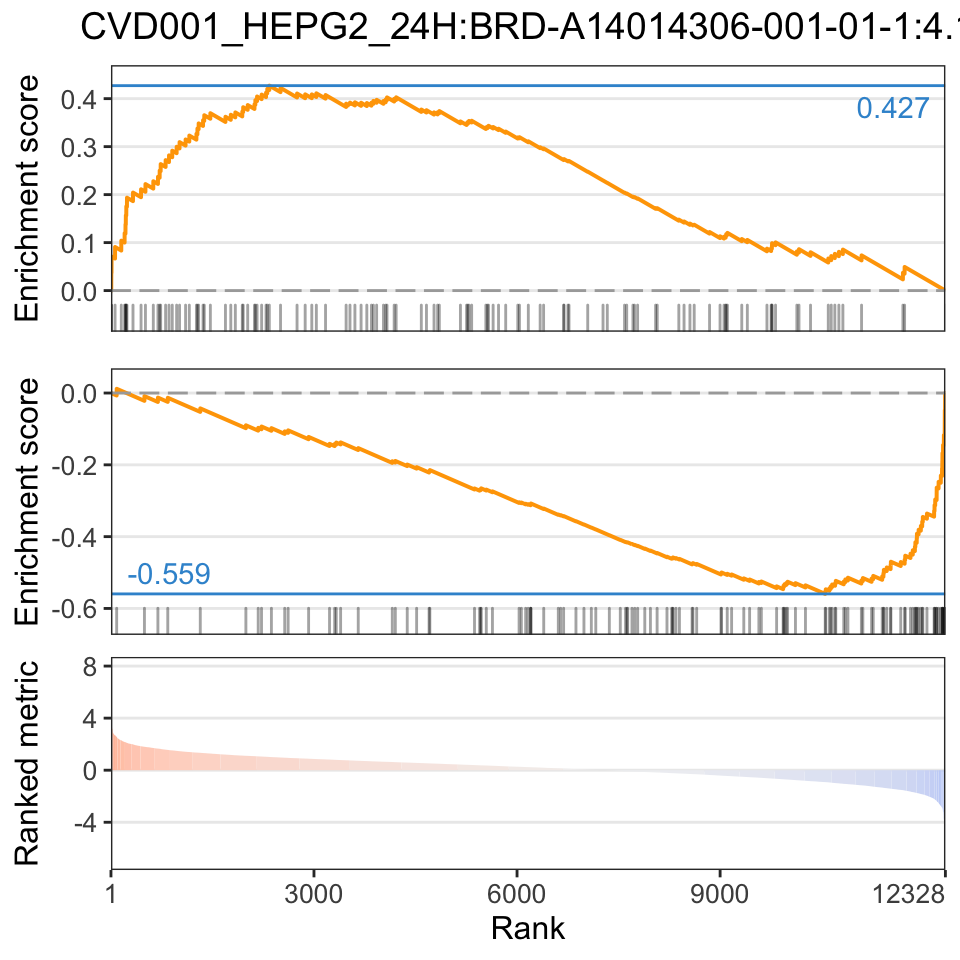 CVD001_HEPG2_24H:BRD-A14014306-001-01-1:4.
Enrichment score
0.4
0.3
0.2
0.1
0.0
0.427
Enrichment score
0.0
-0.2
-0.4
-0.6
-0.559
Ranked metric
8
4
0
-4
1 3000 6000 9000 12328
Rank